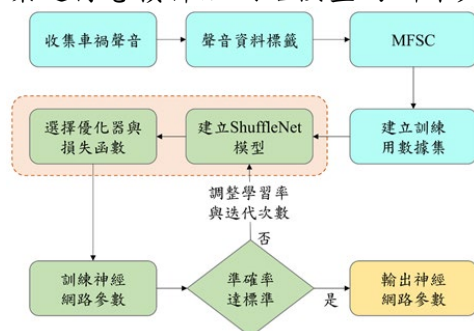 收集車禍聲音
聲音資料標籤
MFSC
選擇優化器與
損失函數
建立ShuffleNet
模型
建立訓練
用數據集
調整學習率
與迭代次數
否
訓練神經
網路參數
準確率
達標準
是
輸出神經
網路參數